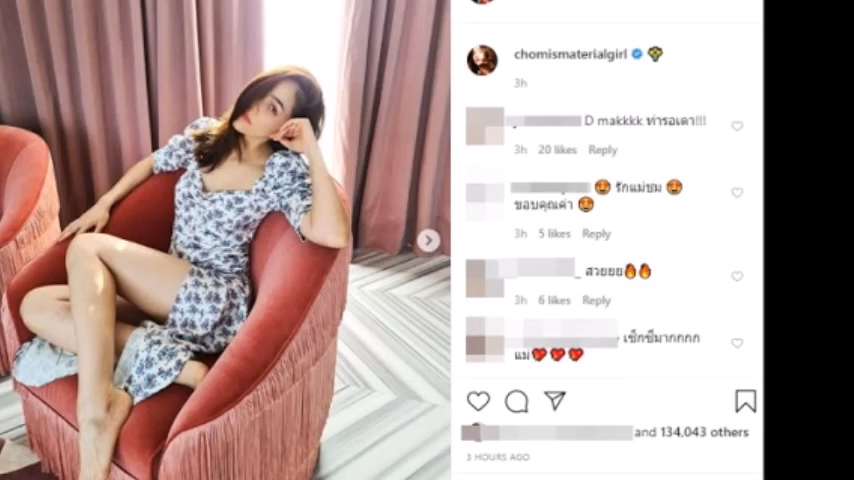 chomismaterialgirl
3h
D makkkk ท่ารอเดา!!!
3h 20 likes Reply
รักแม่ชม
ขอบคุณค่า
3h 5 likes Reply
_ สวยยย
3h 6 likes Reply
เซ็กซี่มากกกก
แม่
and 134,043 others
3 HOURS AGO